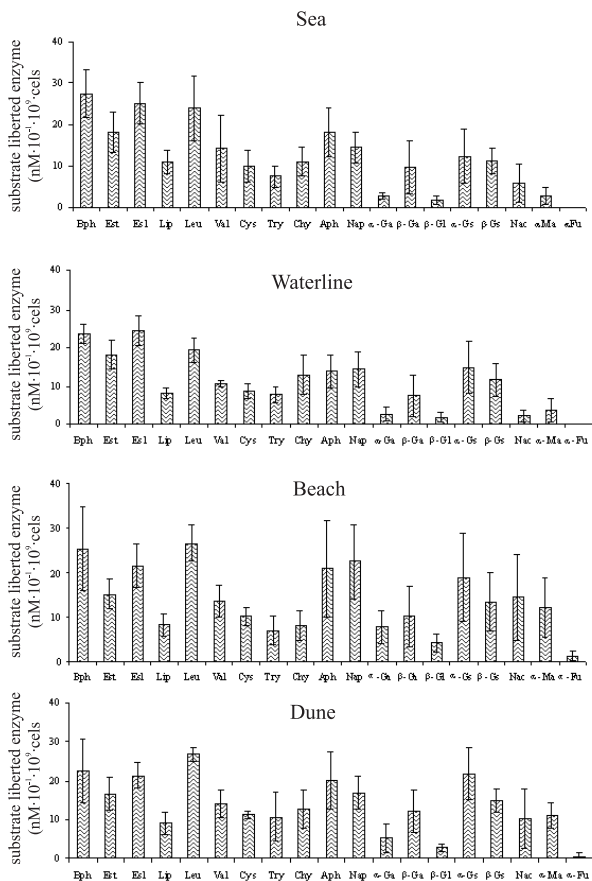 Sea
substrate liberted enzyme
(nM·10⁻¹·10⁹·cels
40
30
20
10
0
Bph Est Esl Lip Leu Val Cys Try Chy Aph Nap α-Ga β-Ga β-Gl α-Gs β-Gs Nac α-Ma αFu
Waterline
substrate liberted enzyme
(nM·10⁻¹·10⁹·cels
40
30
20
10
0
Bph Est Esl Lip Leu Val Cys Try Chy Aph Nap α-Ga β-Ga β-Gl α-Gs β-Gs Nac α-Ma α-Fu
Beach
substrate liberted enzyme
(nM·10⁻¹·10⁹·cels
40
30
20
10
0
Bph Est Esl Lip Leu Val Cys Try Chy Aph Nap α-Ga β-Ga β-Gl α-Gs β-Gs Nac α-Ma α-Fu
Dune
substrate liberted enzyme
(nM·10⁻¹·10⁹·cels
40
30
20
10
0
Bph Est Esl Lip Leu Val Cys Try Chy Aph Nap α-Ga β-Ga β-Gl α-Gs β-Gs Nac α-Ma α-Fu